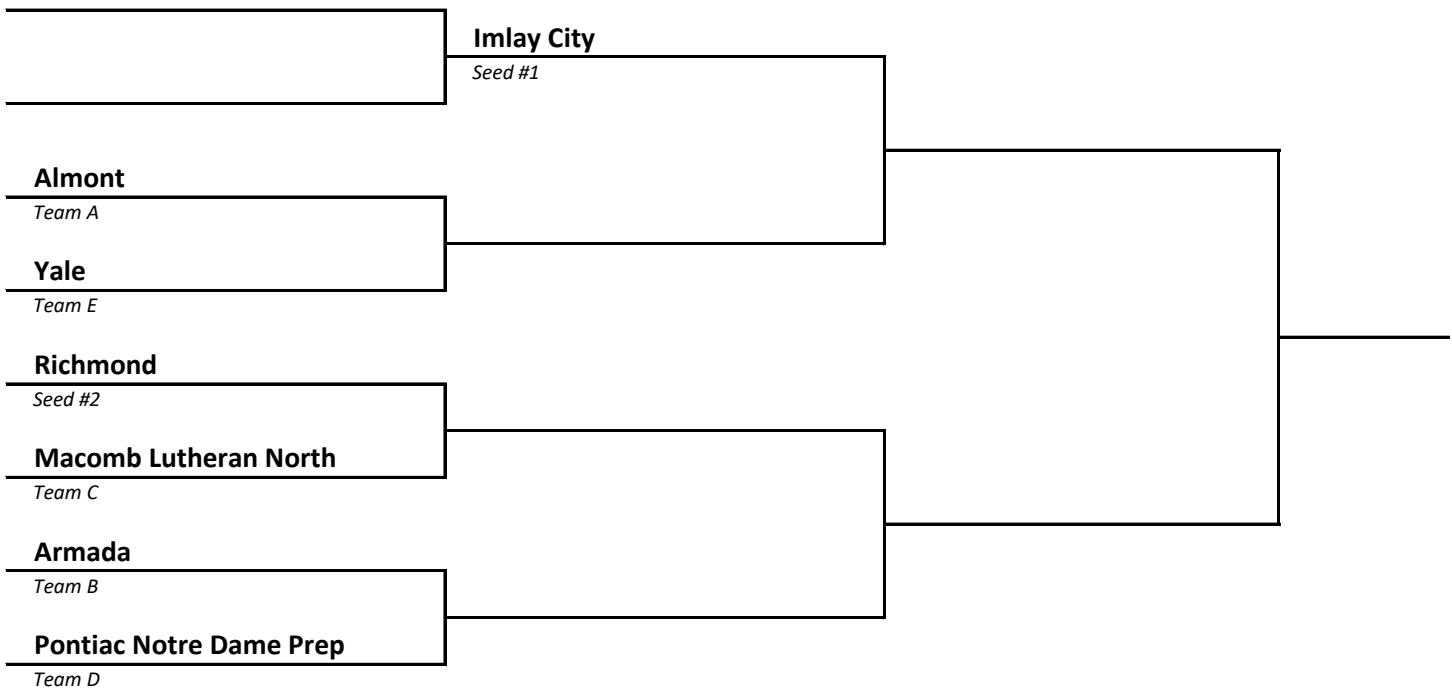 Imlay City
Seed #1
Almont
Team A
Yale
Team E
Richmond
Seed #2
Macomb Lutheran North
Team C
Armada
Team B
Pontiac Notre Dame Prep
Team D